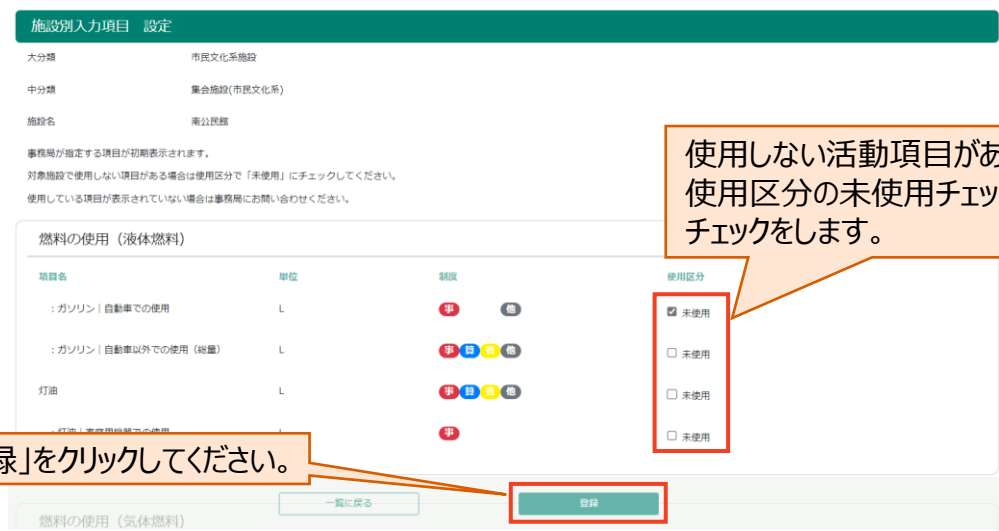 施設別入力項目　設定
大分類 市民文化系施設
中分類 集会施設(市民文化系)
施設名 南公民館
事務局が指定する項目が初期表示されます。
対象施設で使用しない項目がある場合は使用区分で「未使用」にチェックしてください。
使用している項目が表示されていない場合は事務局にお問い合わせください。
使用しない活動項目があ
使用区分の未使用チェッ
チェックをします。
燃料の使用（液体燃料）
項目名 単位 制度 使用区分
：ガソリン｜自動車での使用 L 事 他 未使用
：ガソリン｜自動車以外での使用（総量） L 事 算 省 他 未使用
灯油 L 事 算 省 他 未使用
事 未使用
録」をクリックしてください。
一覧に戻る 登録
燃料の使用（気体燃料）